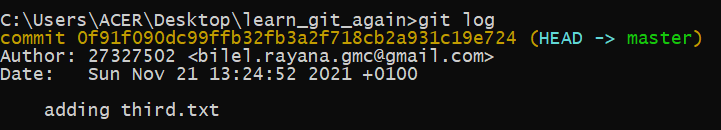 C:\Users\ACER\Desktop\learn_git_again>git log
commit 0f91f090dc99ffb32fb3a2f718cb2a931c19e724 (HEAD -> master)
Author: 27327502 <bilel.rayana.gmc@gmail.com>
Date:   Sun Nov 21 13:24:52 2021 +0100
    adding third.txt